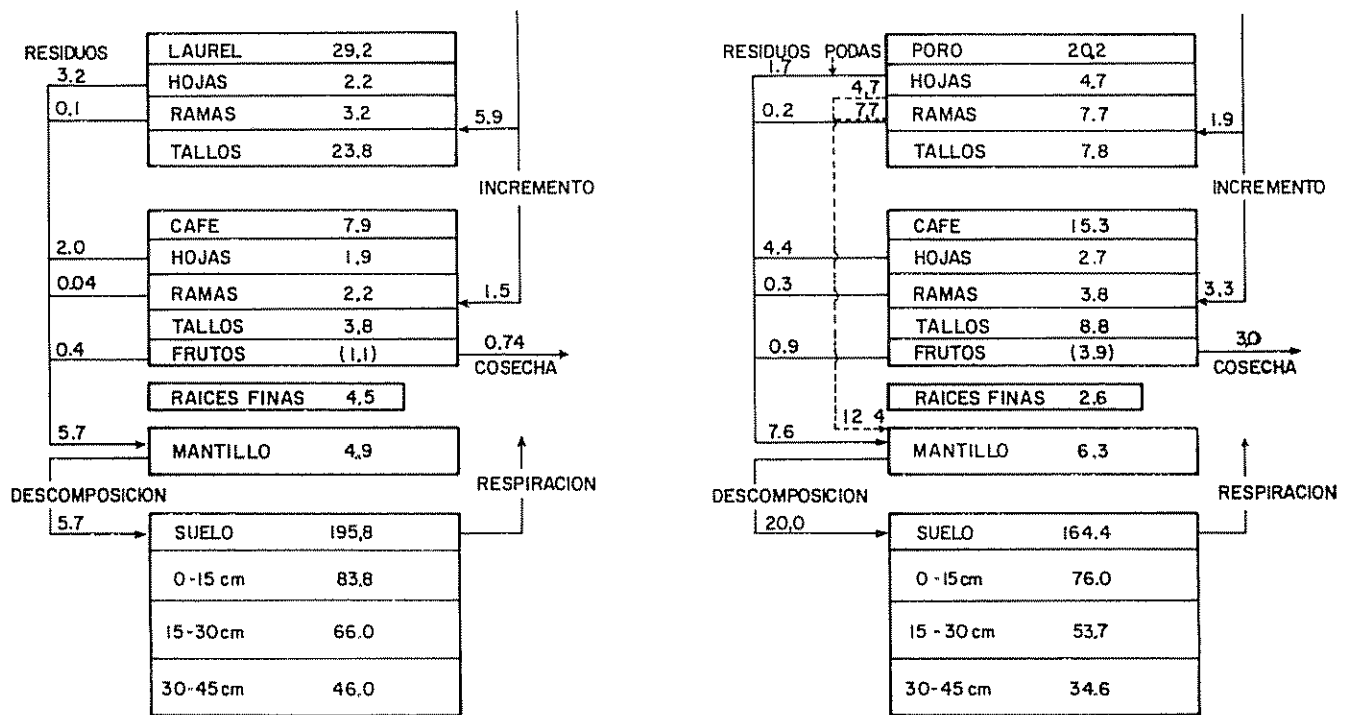 RESIDUOS
LAUREL 29.2
3.2
HOJAS 2.2
0.1
RAMAS 3.2
5.9
TALLOS 23.8
INCREMENTO
CAFE 7.9
2.0
HOJAS 1.9
0.04
RAMAS 2.2
1.5
TALLOS 3.8
0.4
FRUTOS (1.1)
0.74
COSECHA
RAICES FINAS 4.5
5.7
MANTILLO 4.9
RESPIRACION
DESCOMPOSICION
5.7
SUELO 195.8
0-15 cm 83.8
15-30cm 66.0
30-45cm 46.0
RESIDUOS PODAS
PORO 20.2
1.7
HOJAS 4.7
4.7
0.2
7.7
RAMAS 7.7
1.9
TALLOS 7.8
INCREMENTO
CAFE 15.3
4.4
HOJAS 2.7
0.3
RAMAS 3.8
3.3
TALLOS 8.8
0.9
FRUTOS (3.9)
3.0
COSECHA
RAICES FINAS 2.6
12 4
7.6
MANTILLO 6.3
DESCOMPOSICION
RESPIRACION
20.0
SUELO 164.4
0-15cm 76.0
15-30cm 53.7
30-45cm 34.6